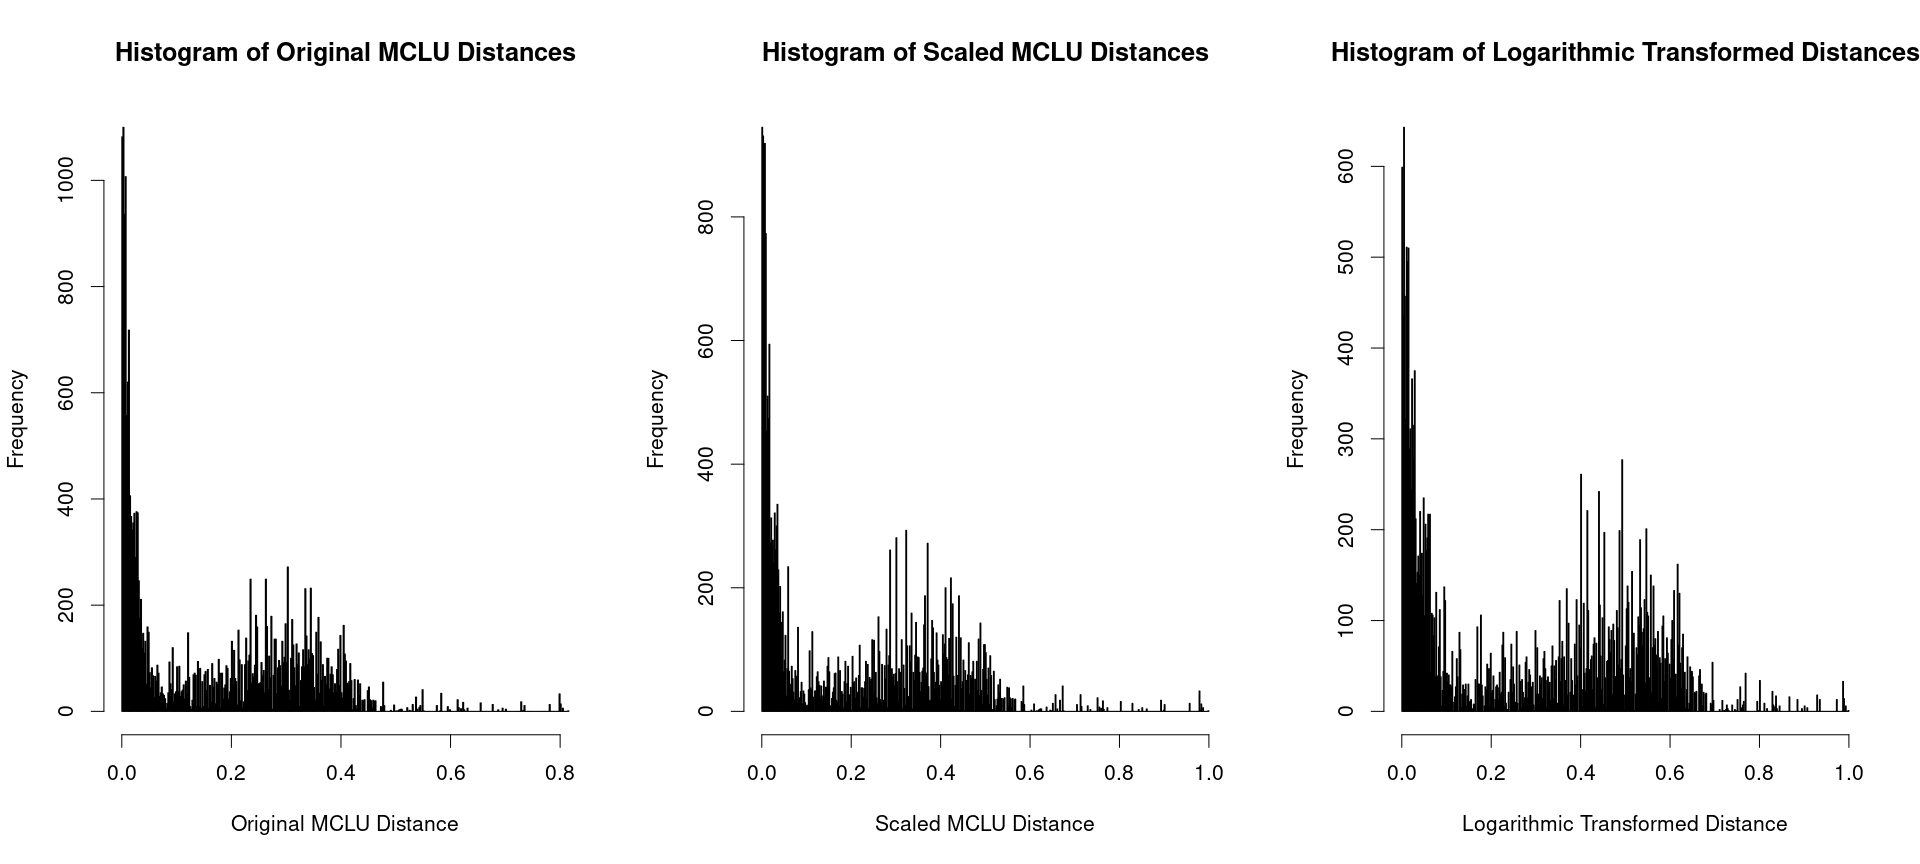 Histogram of Original MCLU Distances
Frequency
0 200 400 600 800 1000
0.0 0.2 0.4 0.6 0.8
Original MCLU Distance
Histogram of Scaled MCLU Distances
Frequency
0 200 400 600 800
0.0 0.2 0.4 0.6 0.8 1.0
Scaled MCLU Distance
Histogram of Logarithmic Transformed Distances
Frequency
0 100 200 300 400 500 600
0.0 0.2 0.4 0.6 0.8 1.0
Logarithmic Transformed Distance